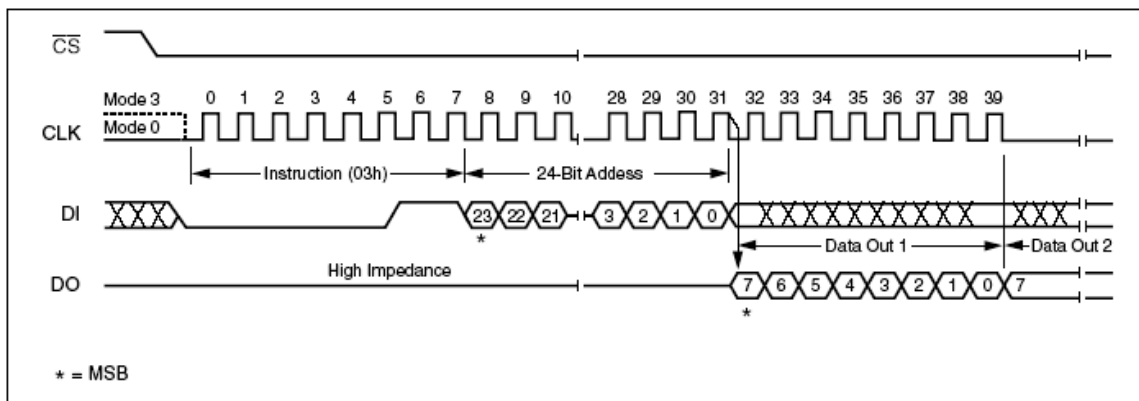 CS
Mode 3 0 1 2 3 4 5 6 7 8 9 10 28 29 30 31 32 33 34 35 36 37 38 39
CLK Mode 0
Instruction (03h) 24-Bit Addess
DI 23 22 21 3 2 1 0
* Data Out 1 Data Out 2
High Impedance
DO 7 6 5 4 3 2 1 0 7
*
* = MSB